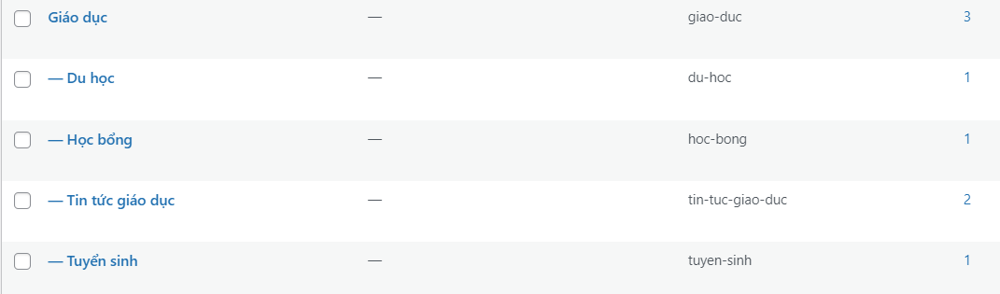 Giáo dục — giao-duc 3
— Du học — du-hoc 1
— Học bổng — hoc-bong 1
— Tin tức giáo dục — tin-tuc-giao-duc 2
— Tuyển sinh — tuyen-sinh 1